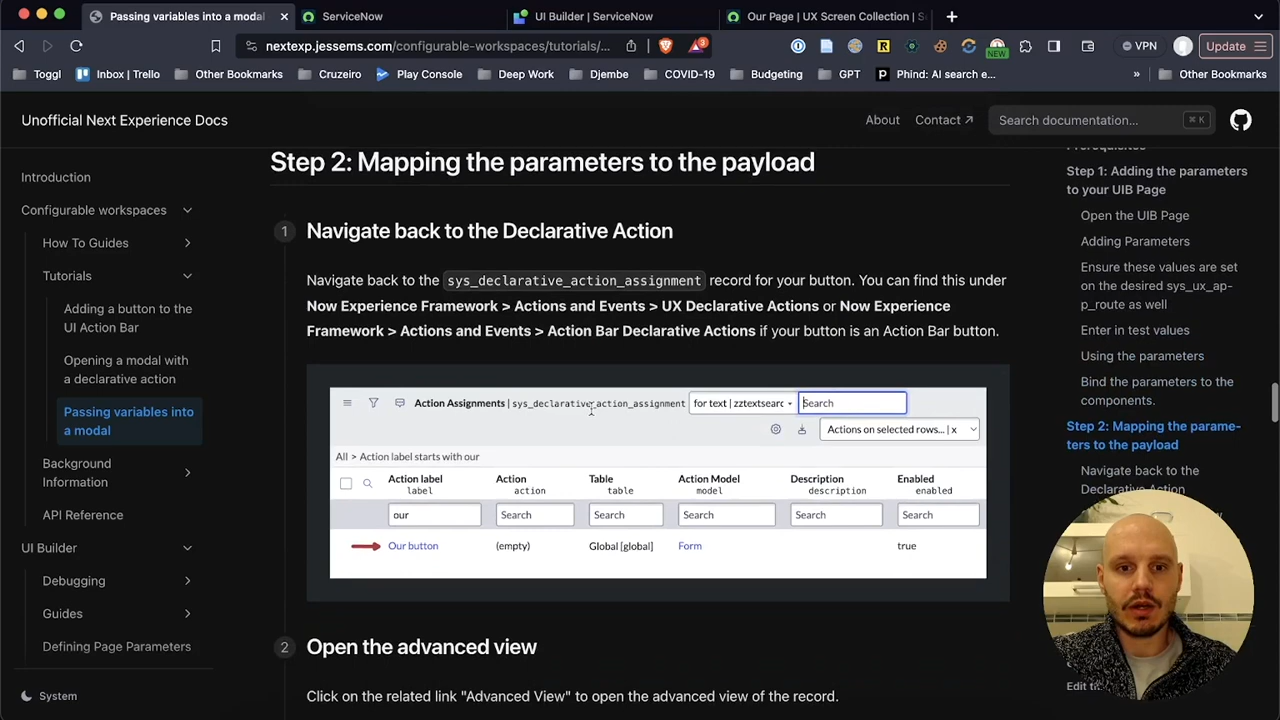 Passing variables into a modal
ServiceNow
UI Builder | ServiceNow
Our Page | UX Screen Collection | S
nextexp.jessems.com/configurable-workspaces/tutorials/...
VPN
Update
Toggl
Inbox | Trello
Other Bookmarks
Cruzeiro
Play Console
Deep Work
Djembe
COVID-19
Budgeting
GPT
Phind: AI search e...
»
Other Bookmarks
Unofficial Next Experience Docs
About
Contact ↗
Search documentation...
⌘ K
Introduction
Configurable workspaces
How To Guides
Tutorials
Adding a button to the
UI Action Bar
Opening a modal with
a declarative action
Passing variables into
a modal
Background
Information
API Reference
UI Builder
Debugging
Guides
Defining Page Parameters
System
Step 2: Mapping the parameters to the payload
1
Navigate back to the Declarative Action
Navigate back to the sys_declarative_action_assignment record for your button. You can find this under
Now Experience Framework > Actions and Events > UX Declarative Actions or Now Experience
Framework > Actions and Events > Action Bar Declarative Actions if your button is an Action Bar button.
Action Assignments | sys_declarative_action_assignment
for text | zztextsearc
Search
Actions on selected rows... | x
All > Action label starts with our
Action label Action Table Action Model Description Enabled
label action table model description enabled
our Search Search Search Search Search
Our button (empty) Global [global] Form true
2
Open the advanced view
Click on the related link "Advanced View" to open the advanced view of the record.
Prerequisites
Step 1: Adding the parameters
to your UIB Page
Open the UIB Page
Adding Parameters
Ensure these values are set
on the desired sys_ux_ap-
p_route as well
Enter in test values
Using the parameters
Bind the parameters to the
components.
Step 2: Mapping the parame-
ters to the payload
Navigate back to the
Declarative Action